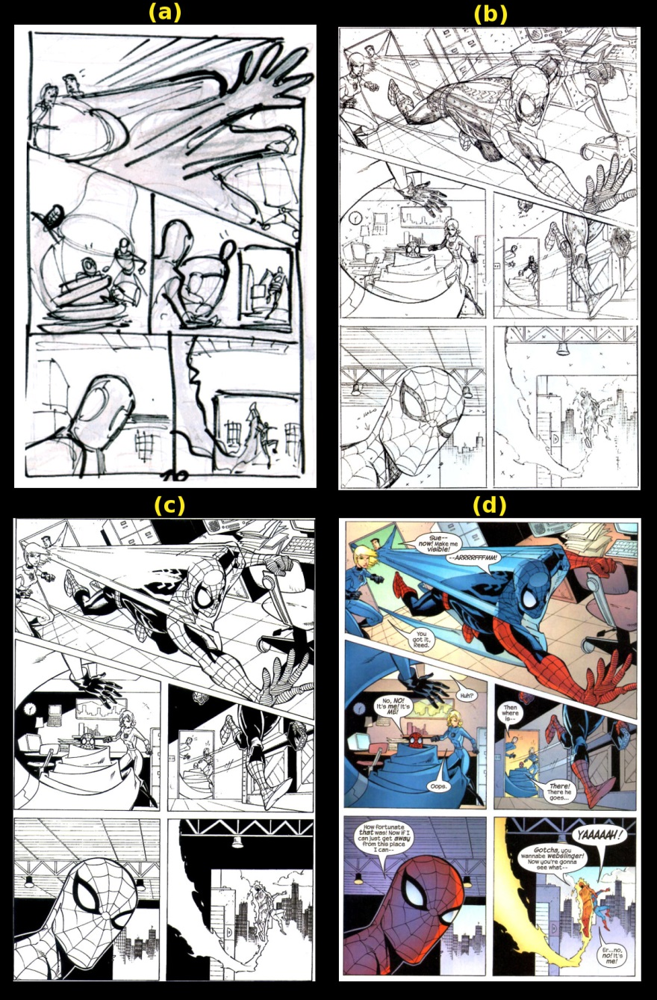 (a)
(b)
10
HALO
(c)
(d)
Sue--
now! Make me
visible!
--ARRRRFFFMM!
You
got it,
Reed.
Huh?
No, NO!
It's me! It's
ME!
Oops.
Then
where
is--
There!
There he
goes...
How fortunate
that was! Now if I
can just get away
from this place
I can--
YAAAAAH!
Gotcha, you
wannabe webslinger!
Now you're gonna
see what--
Er...no,
no! It's
me!